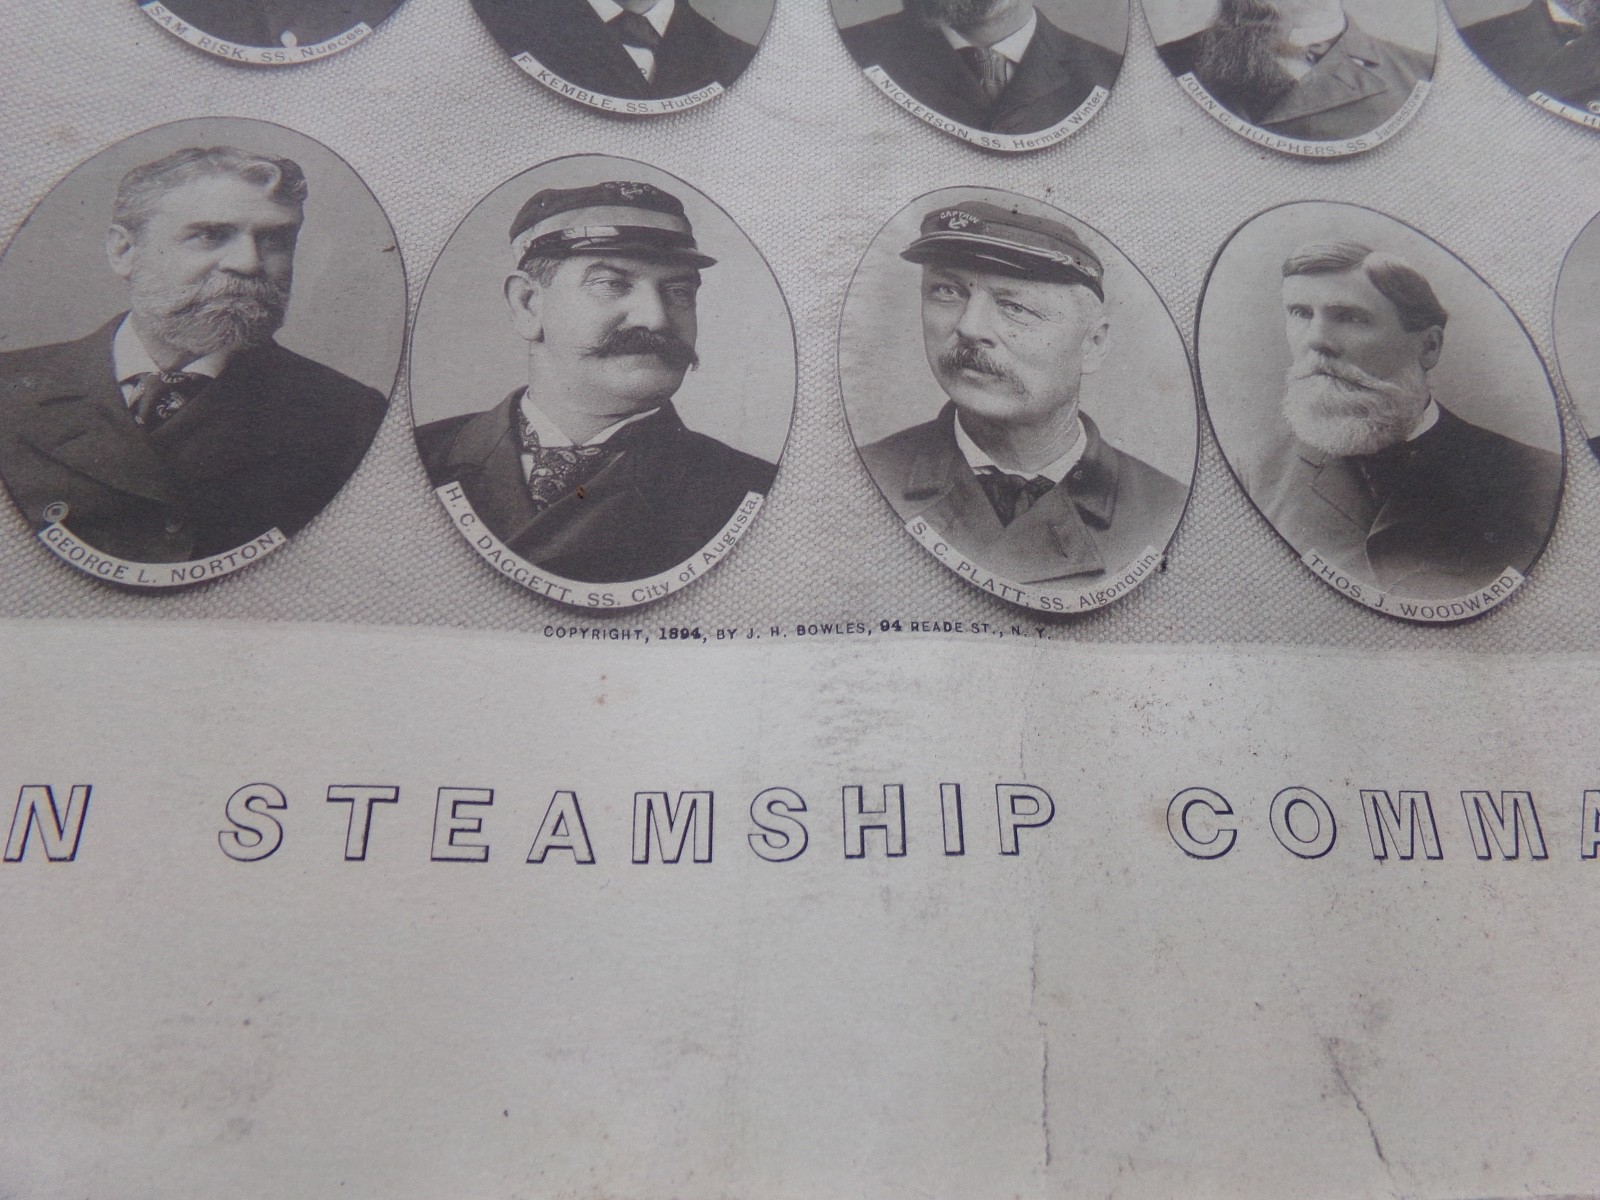 SAM. RISK, SS. Nueces.
F. KEMBLE, SS. Hudson.
I. NICKERSON, SS. Herman Winter.
JOHN G. HULPHERS, SS.
H. L.
CAPTAIN
GEORGE L. NORTON.
H. C. DAGGETT, SS. City of Augusta.
S. C. PLATT, SS. Algonquin.
THOS. J. WOODWARD.
COPYRIGHT, 1894, BY J. H. BOWLES, 94 READE ST., N. Y.
N STEAMSHIP COMMA